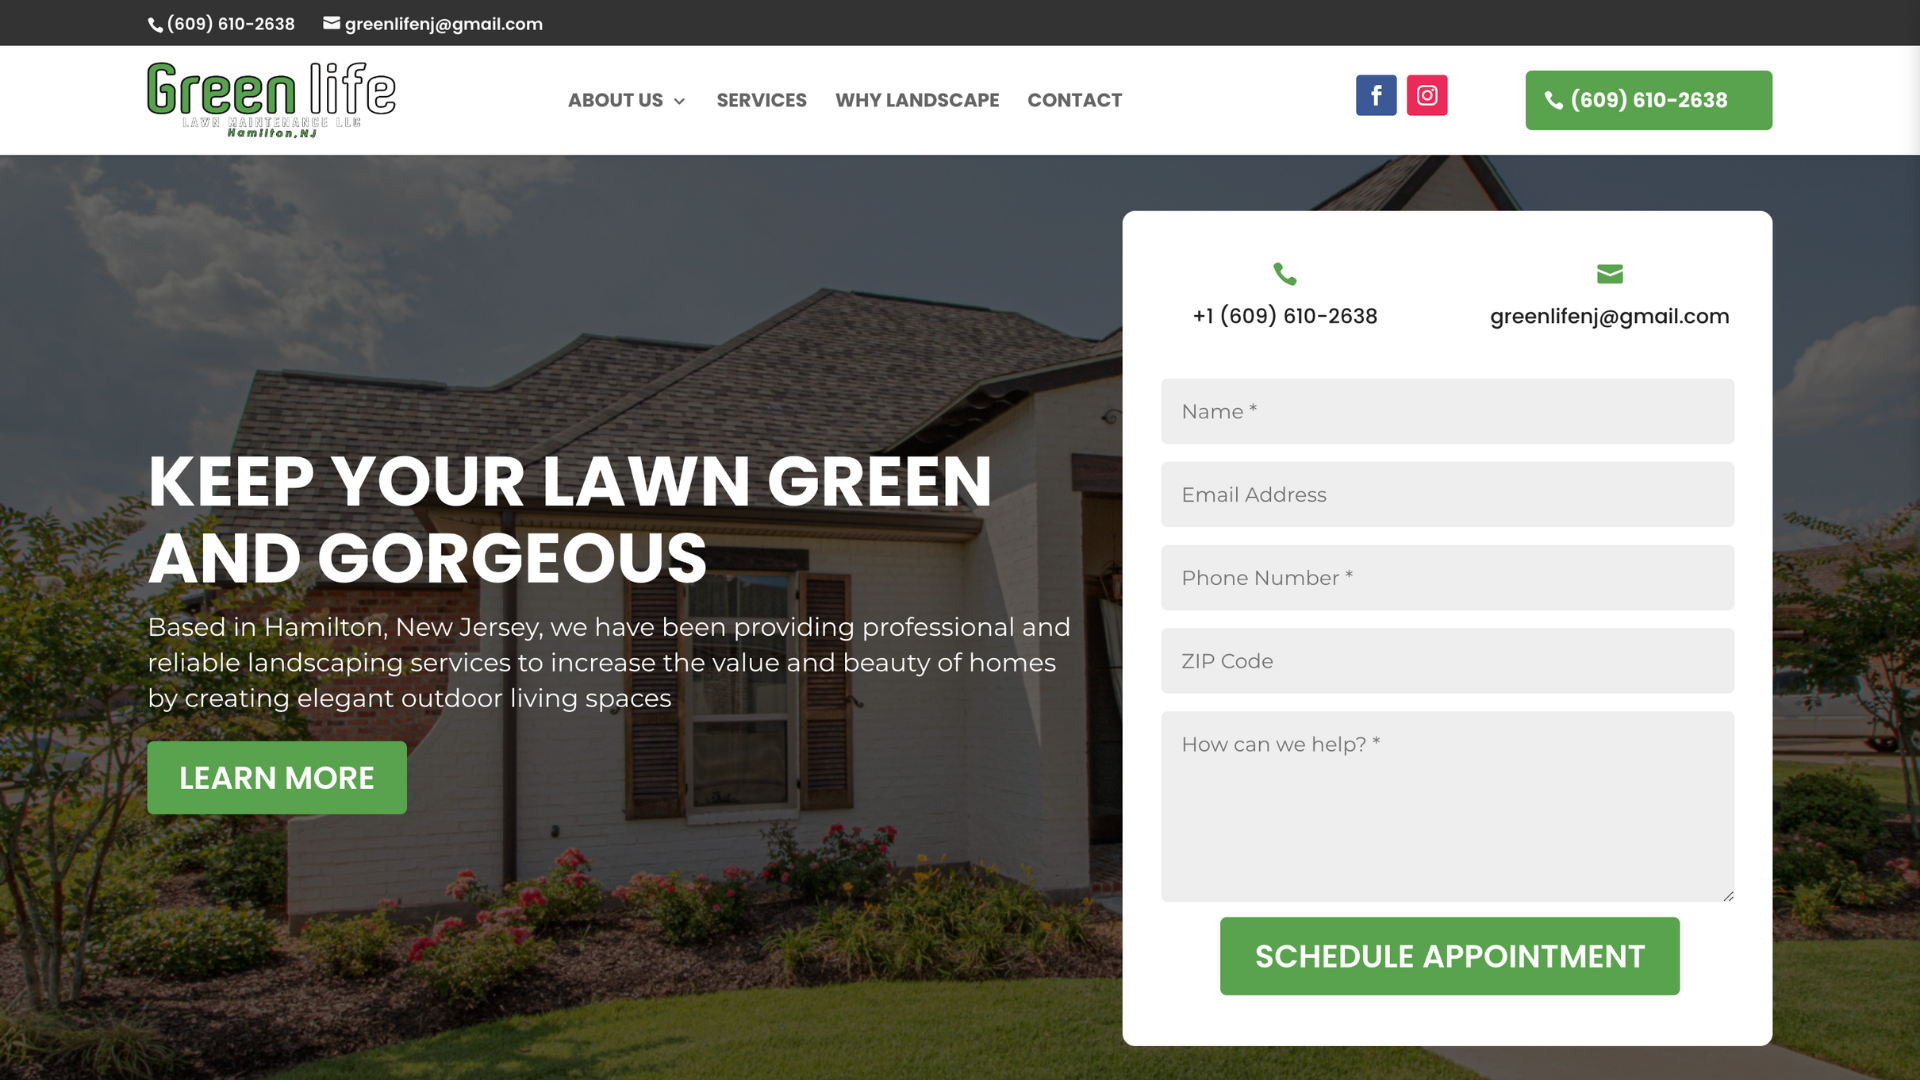 (609) 610-2638 greenlifenj@gmail.com
Green life
LAWN MAINTENANCE LLC
Hamilton, NJ
ABOUT US SERVICES WHY LANDSCAPE CONTACT
(609) 610-2638
+1 (609) 610-2638 greenlifenj@gmail.com
KEEP YOUR LAWN GREEN
AND GORGEOUS
Based in Hamilton, New Jersey, we have been providing professional and
reliable landscaping services to increase the value and beauty of homes
by creating elegant outdoor living spaces
LEARN MORE
Name *
Email Address
Phone Number *
ZIP Code
How can we help? *
SCHEDULE APPOINTMENT